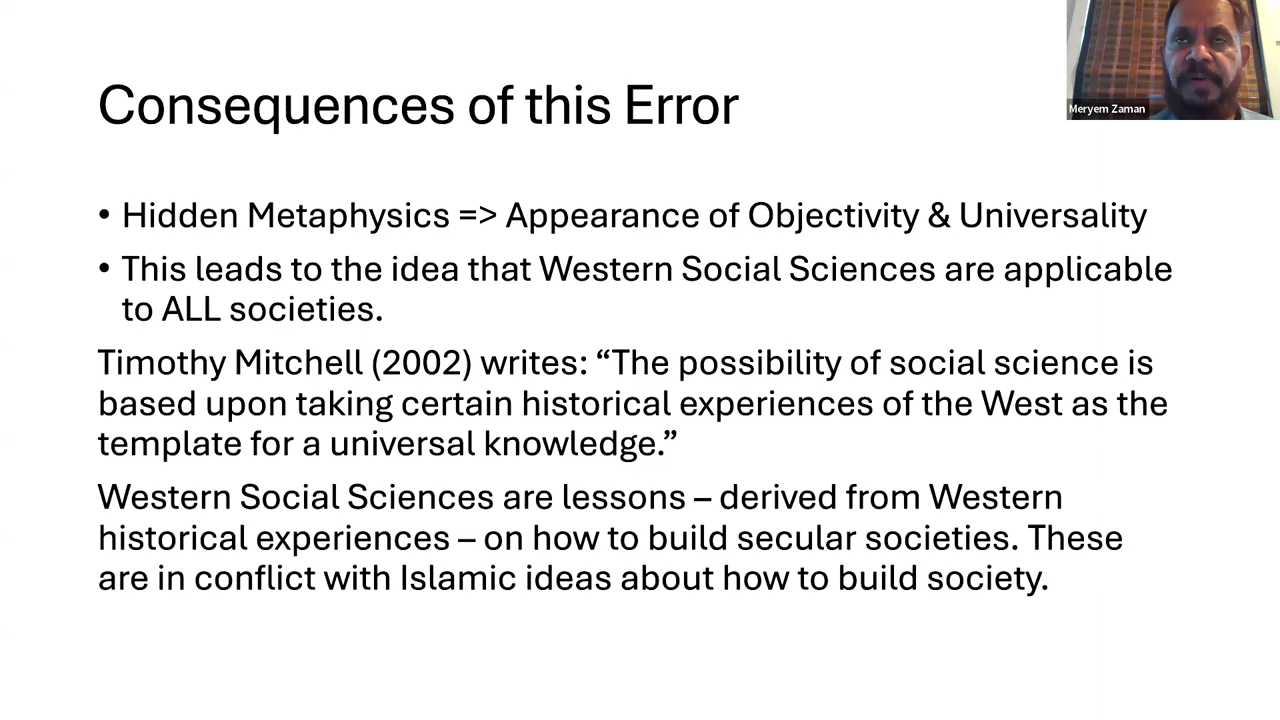 Consequences of this Error
Meryem Zaman
• Hidden Metaphysics => Appearance of Objectivity & Universality
• This leads to the idea that Western Social Sciences are applicable
to ALL societies.
Timothy Mitchell (2002) writes: “The possibility of social science is
based upon taking certain historical experiences of the West as the
template for a universal knowledge.”
Western Social Sciences are lessons – derived from Western
historical experiences – on how to build secular societies. These
are in conflict with Islamic ideas about how to build society.